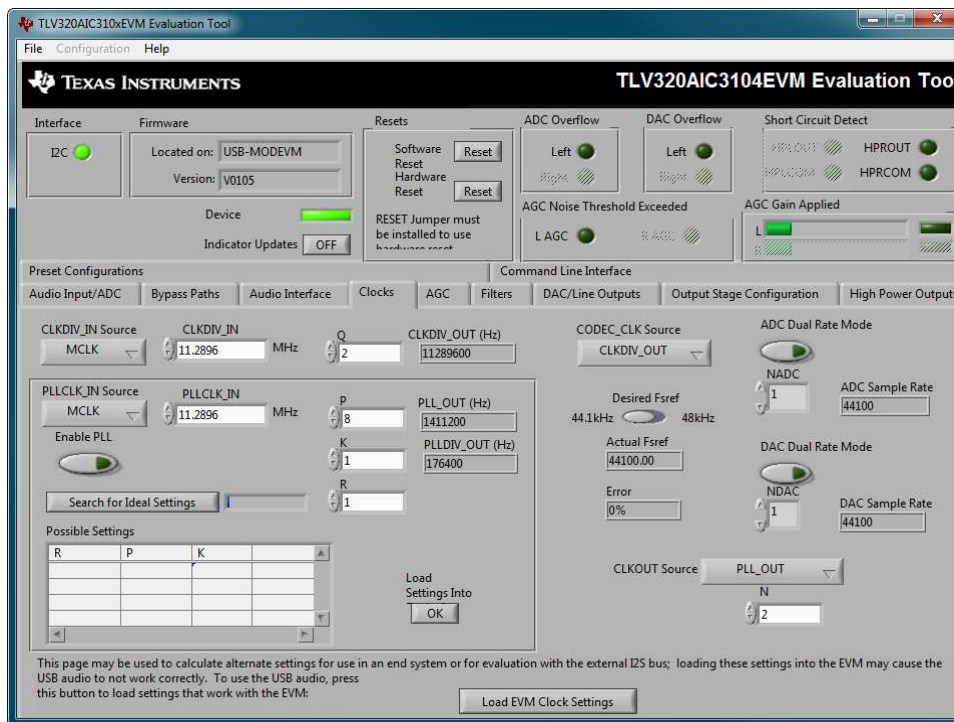 TLV320AIC310xEVM Evaluation Tool
File Configuration Help
TEXAS INSTRUMENTS
TLV320AIC3104EVM Evaluation Too
Interface
I2C
Firmware
Located on: USB-MODEVM
Version: V0105
Device
Indicator Updates OFF
Resets
Software
Reset
Reset
Hardware
Reset
Reset
RESET Jumper must
be installed to use
hardware reset
ADC Overflow
Left
Right
DAC Overflow
Left
Right
Short Circuit Detect
HPLOUT HPROUT
HPLCOM HPRCOM
AGC Noise Threshold Exceeded
L AGC R AGC
AGC Gain Applied
L
R
Preset Configurations Command Line Interface
Audio Input/ADC Bypass Paths Audio Interface Clocks AGC Filters DAC/Line Outputs Output Stage Configuration High Power Outputs
CLKDIV_IN Source
MCLK
CLKDIV_IN
11.2896 MHz
Q
2
CLKDIV_OUT (Hz)
11289600
PLLCLK_IN Source
MCLK
PLLCLK_IN
11.2896 MHz
Enable PLL
P
8
PLL_OUT (Hz)
1411200
K
1
PLLDIV_OUT (Hz)
176400
R
1
Search for Ideal Settings
Possible Settings
R P K
Load
Settings Into
OK
CODEC_CLK Source
CLKDIV_OUT
Desired Fsref
44.1kHz 48kHz
Actual Fsref
44100.00
Error
0%
ADC Dual Rate Mode
NADC
1
ADC Sample Rate
44100
DAC Dual Rate Mode
NDAC
1
DAC Sample Rate
44100
CLKOUT Source PLL_OUT
N
2
This page may be used to calculate alternate settings for use in an end system or for evaluation with the external I2S bus; loading these settings into the EVM may cause the
USB audio to not work correctly. To use the USB audio, press
this button to load settings that work with the EVM:
Load EVM Clock Settings